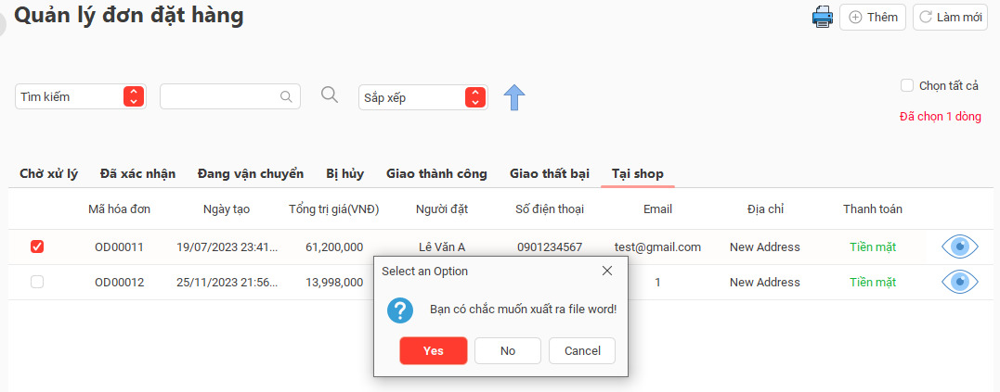 Quản lý đơn đặt hàng
Thêm
Làm mới
Tìm kiếm
Sắp xếp
Chọn tất cả
Đã chọn 1 dòng
Chờ xử lý Đã xác nhận Đang vận chuyển Bị hủy Giao thành công Giao thất bại Tại shop
Mã hóa đơn Ngày tạo Tổng trị giá(VNĐ) Người đặt Số điện thoại Email Địa chỉ Thanh toán
OD00011 19/07/2023 23:41... 61,200,000 Lê Văn A 0901234567 test@gmail.com New Address Tiền mặt
OD00012 25/11/2023 21:56... 13,998,000 1 New Address Tiền mặt
Select an Option
Bạn có chắc muốn xuất ra file word!
Yes No Cancel